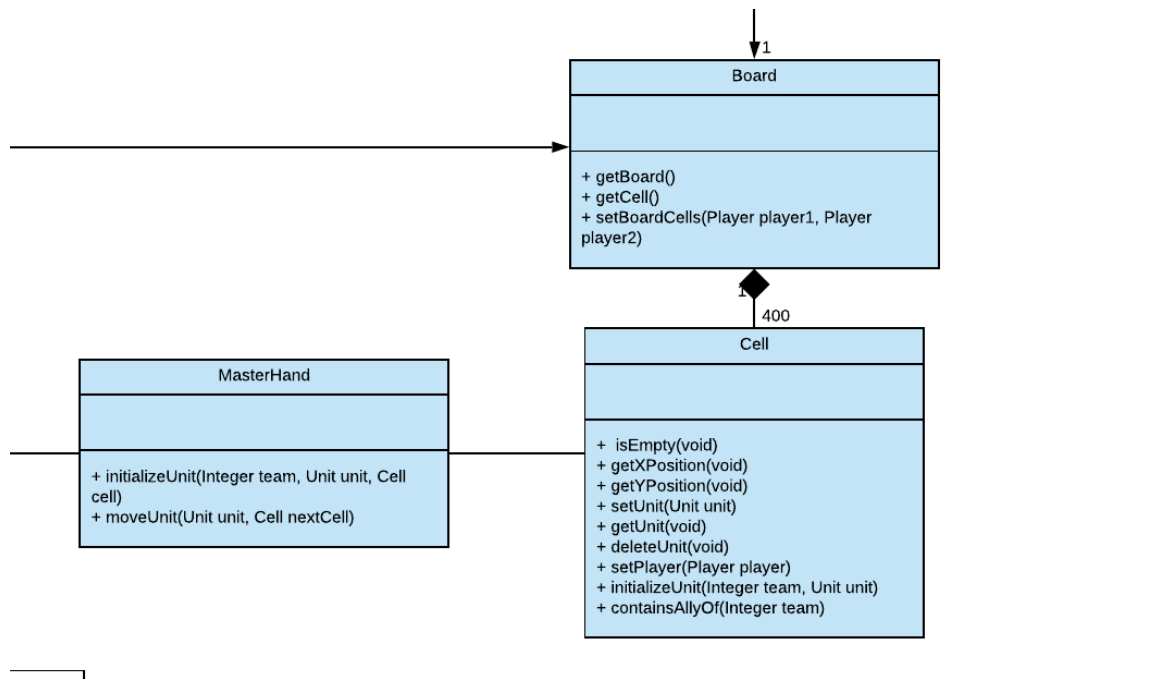 1
Board
+ getBoard()
+ getCell()
+ setBoardCells(Player player1, Player
player2)
1
400
Cell
+  isEmpty(void)
+ getXPosition(void)
+ getYPosition(void)
+ setUnit(Unit unit)
+ getUnit(void)
+ deleteUnit(void)
+ setPlayer(Player player)
+ initializeUnit(Integer team, Unit unit)
+ containsAllyOf(Integer team)
MasterHand
+ initializeUnit(Integer team, Unit unit, Cell
cell)
+ moveUnit(Unit unit, Cell nextCell)